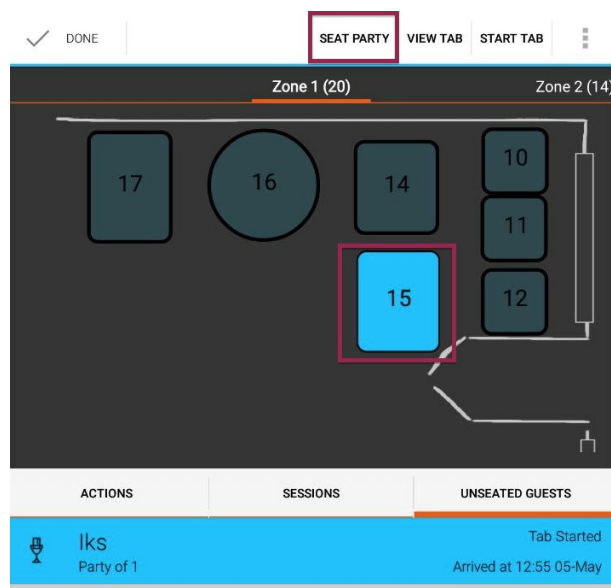 DONE SEAT PARTY VIEW TAB START TAB
Zone 1 (20) Zone 2 (14)
17 16 14 10
11
15 12
ACTIONS SESSIONS UNSEATED GUESTS
Iks Tab Started
Party of 1 Arrived at 12:55 05-May